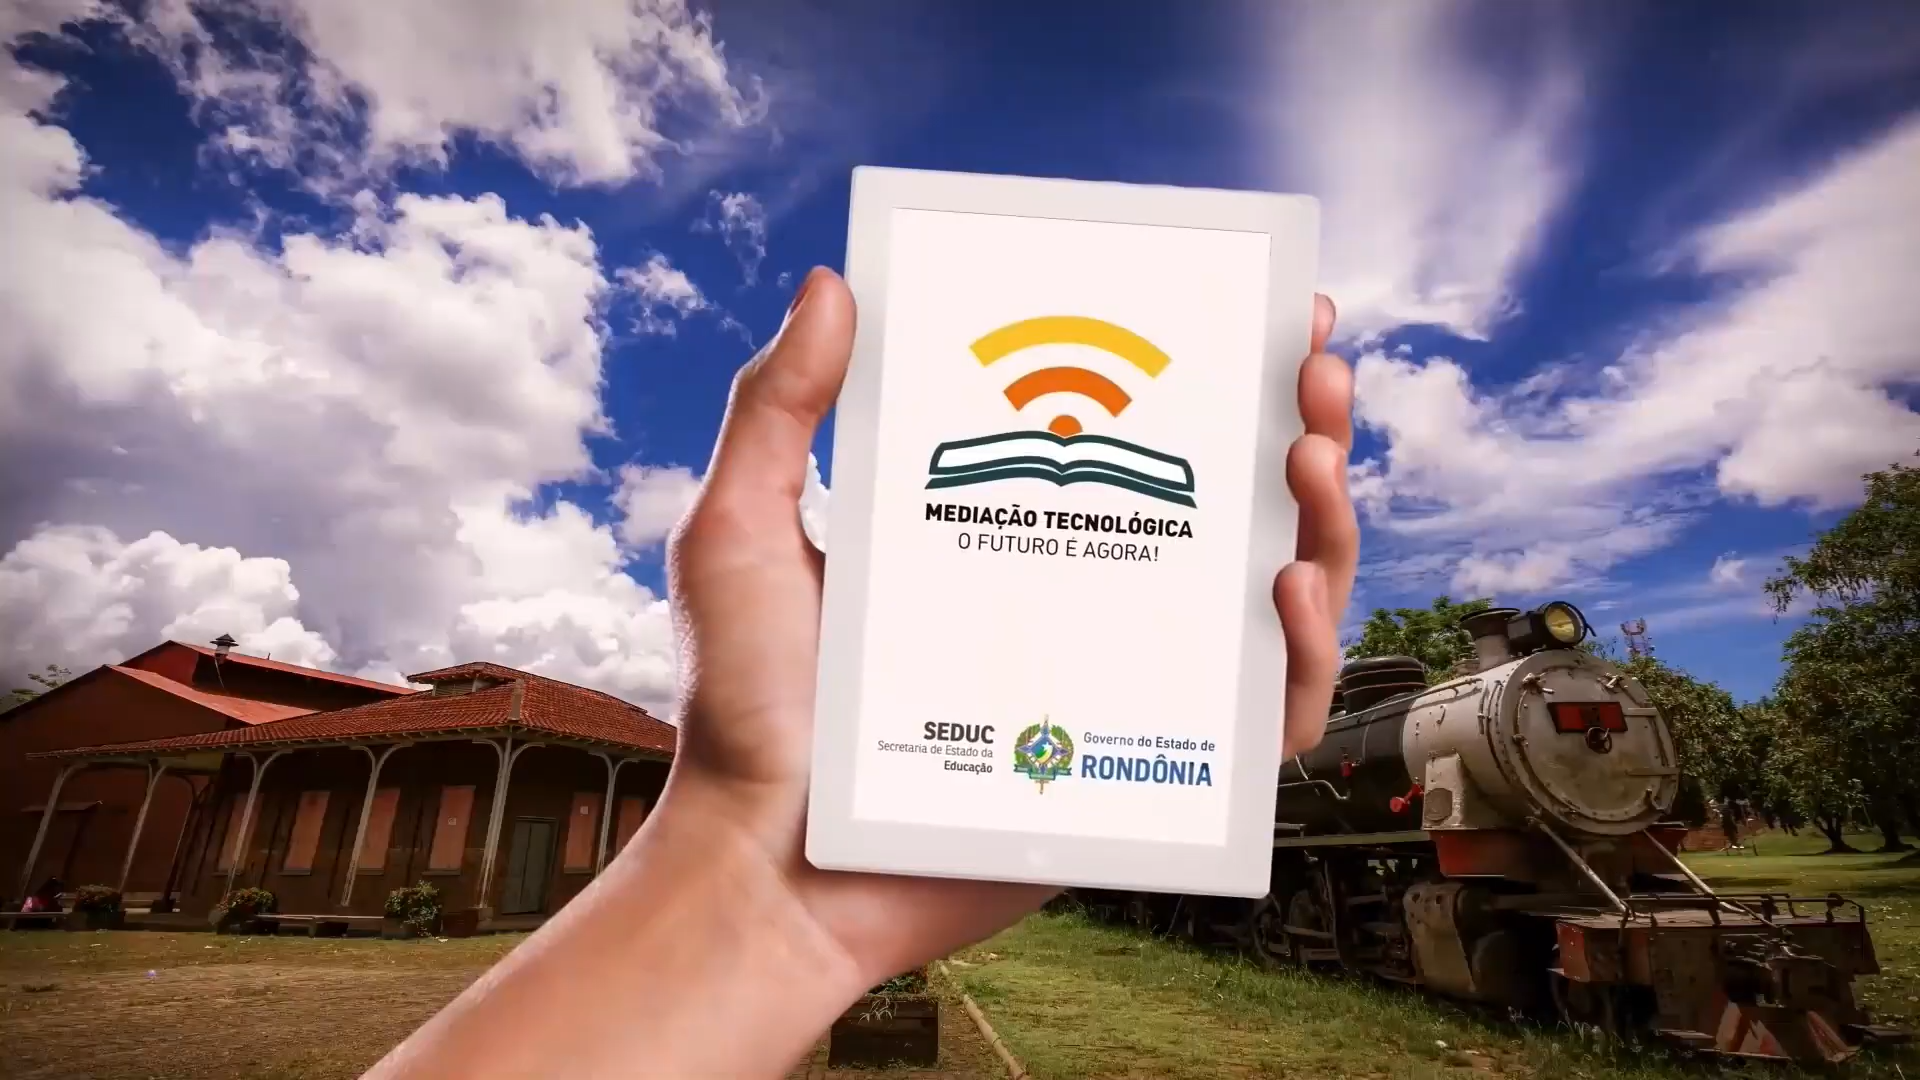 MEDIAÇÃO TECNOLÓGICA
O FUTURO É AGORA!
SEDUC
Secretaria de Estado da
Educação
Governo do Estado de
RONDÔNIA